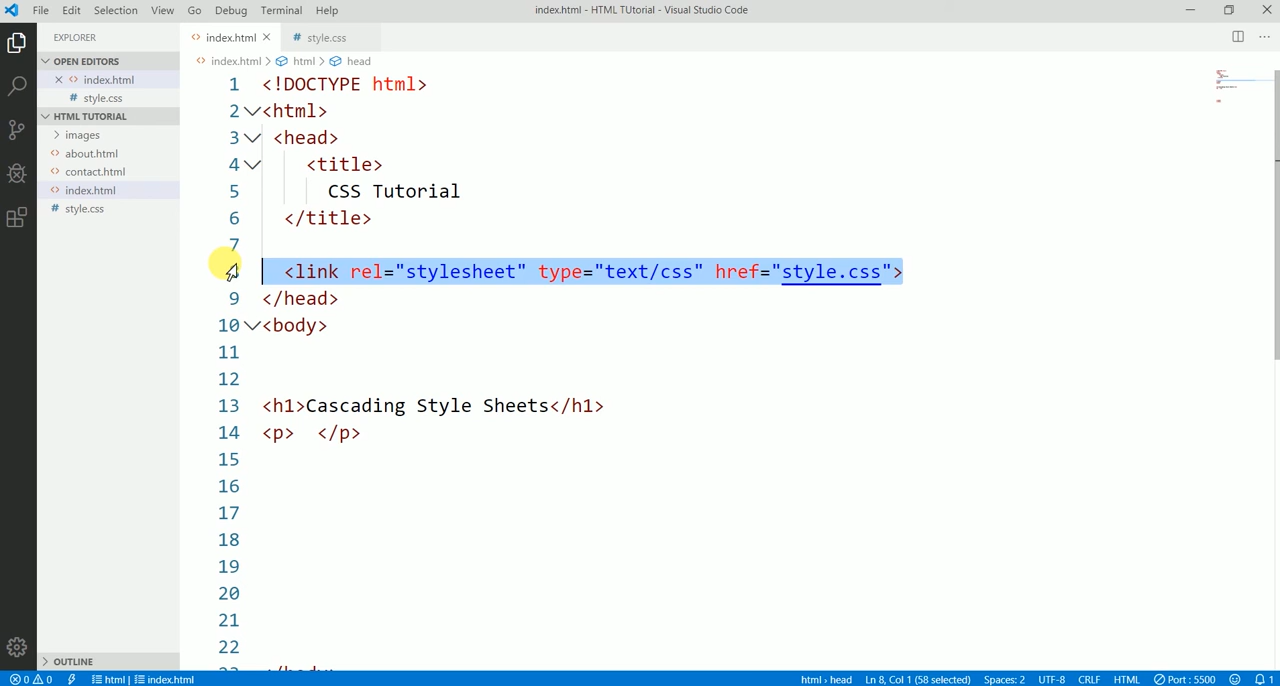 File Edit Selection View Go Debug Terminal Help
index.html - HTML TUtorial - Visual Studio Code
EXPLORER
OPEN EDITORS
index.html
style.css
HTML TUTORIAL
images
about.html
contact.html
index.html
style.css
OUTLINE
index.html
style.css
index.html > html > head
1 <!DOCTYPE html>
2 <html>
3 <head>
4 <title>
5 CSS Tutorial
6 </title>
7
<link rel="stylesheet" type="text/css" href="style.css">
9 </head>
10 <body>
11
12
13 <h1>Cascading Style Sheets</h1>
14 <p> </p>
15
16
17
18
19
20
21
22
0 0 html | index.html
html › head Ln 8, Col 1 (58 selected) Spaces: 2 UTF-8 CRLF HTML Port : 5500 1